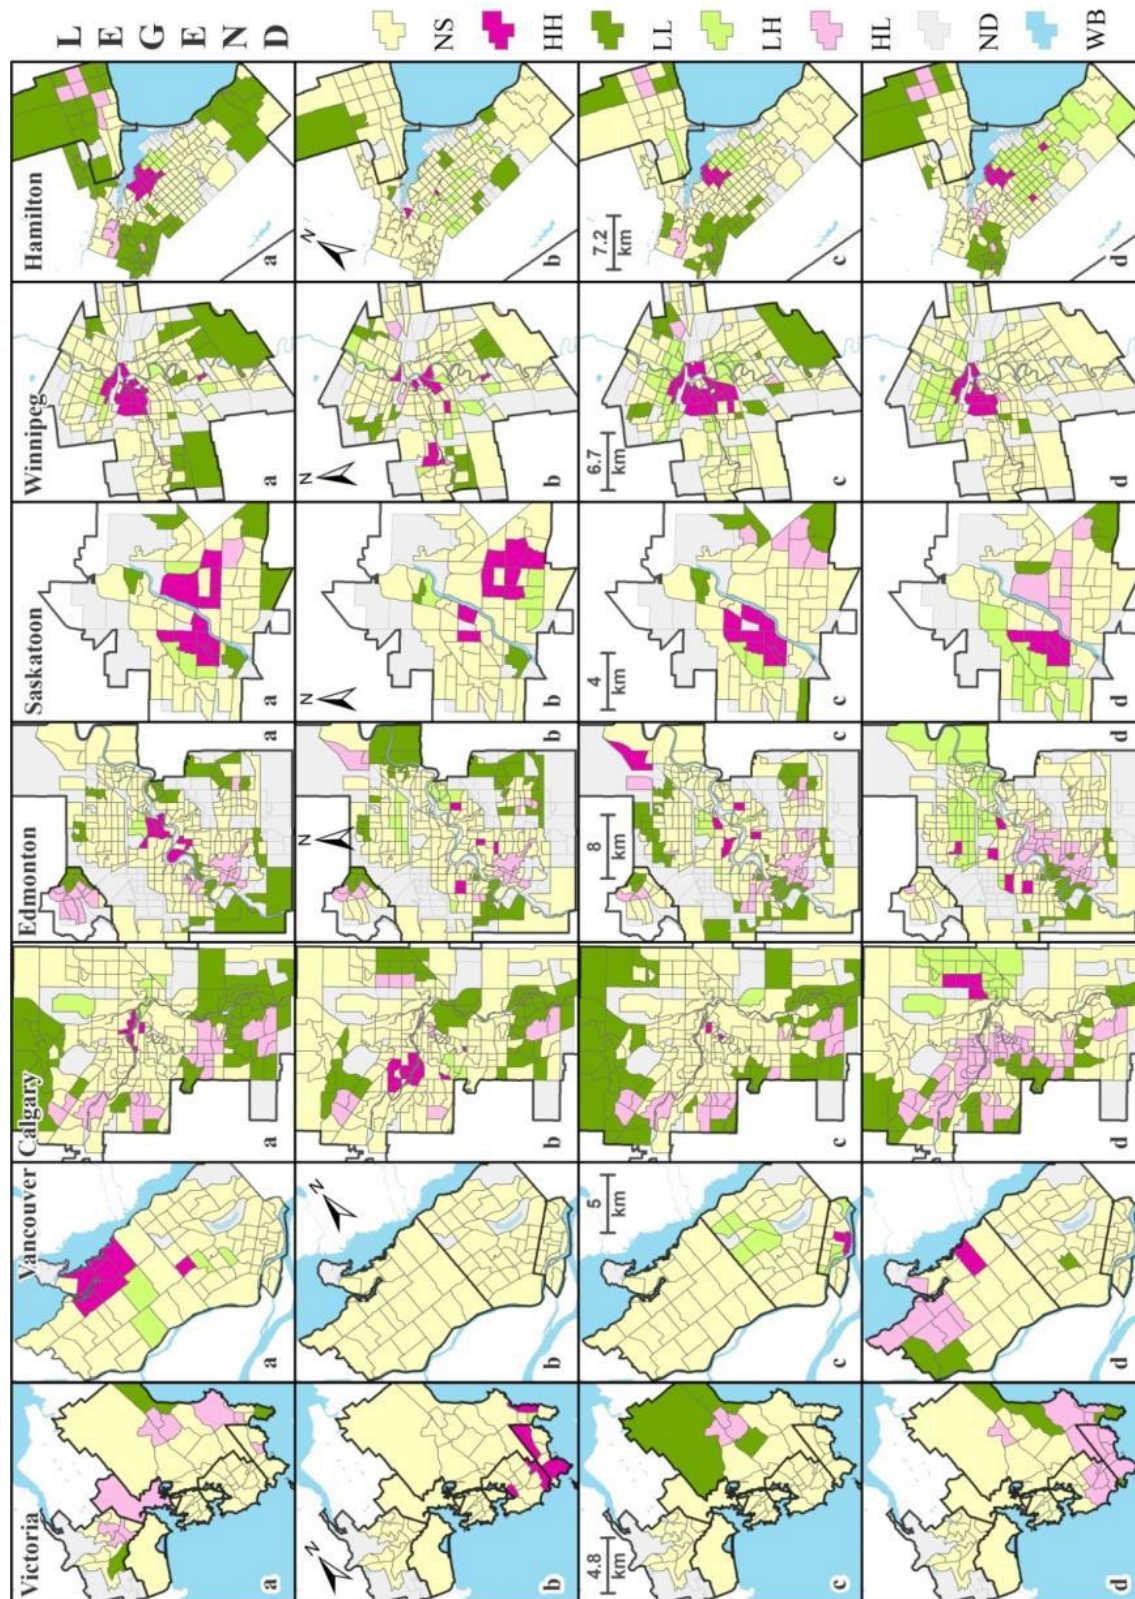 LEGEND
NS
HH
LL
LH
HL
ND
WB
Hamilton
a
N
b
7.2
km
c
d
Winnipeg
a
N
b
6.7
km
c
d
Saskatoon
a
N
b
4
km
c
d
Edmonton
a
N
b
8
km
c
d
Calgary
a
b
c
d
Vancouver
a
N
b
5
km
c
d
Victoria
a
N
b
4.8
km
c
d